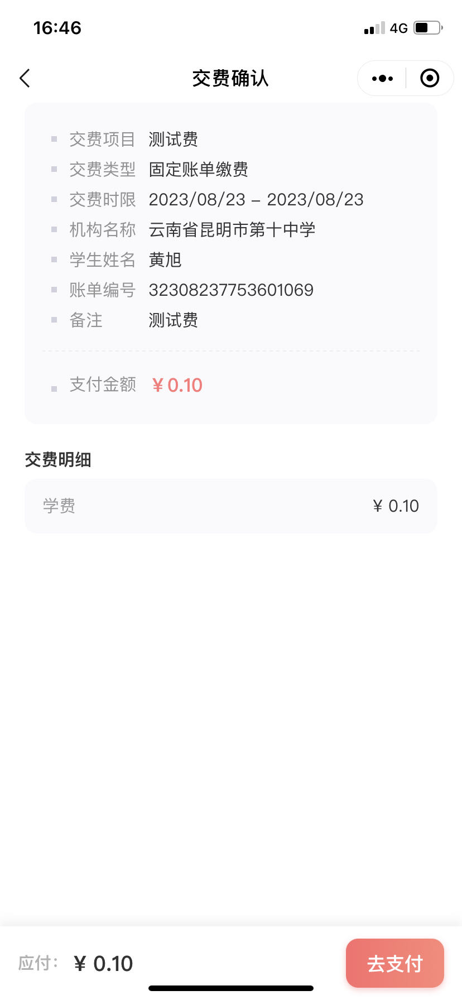 16:46 4G
交费确认
交费项目 测试费
交费类型 固定账单缴费
交费时限 2023/08/23 – 2023/08/23
机构名称 云南省昆明市第十中学
学生姓名 黄旭
账单编号 32308237753601069
备注 测试费
支付金额 ¥ 0.10
交费明细
学费 ¥ 0.10
应付： ¥ 0.10 去支付